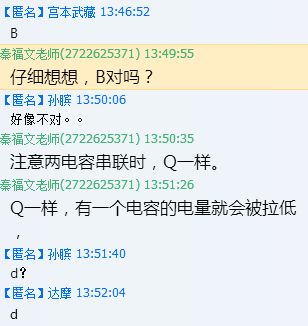 【匿名】宫本武藏 13:46:52
B
秦福文老师(2722625371) 13:49:55
仔细想想，B对吗？
【匿名】孙膑 13:50:06
好像不对。。
秦福文老师(2722625371) 13:50:35
注意两电容串联时，Q一样。
秦福文老师(2722625371) 13:51:26
Q一样，有一个电容的电量就会被拉低
，
【匿名】孙膑 13:51:40
d？
【匿名】达摩 13:52:04
d